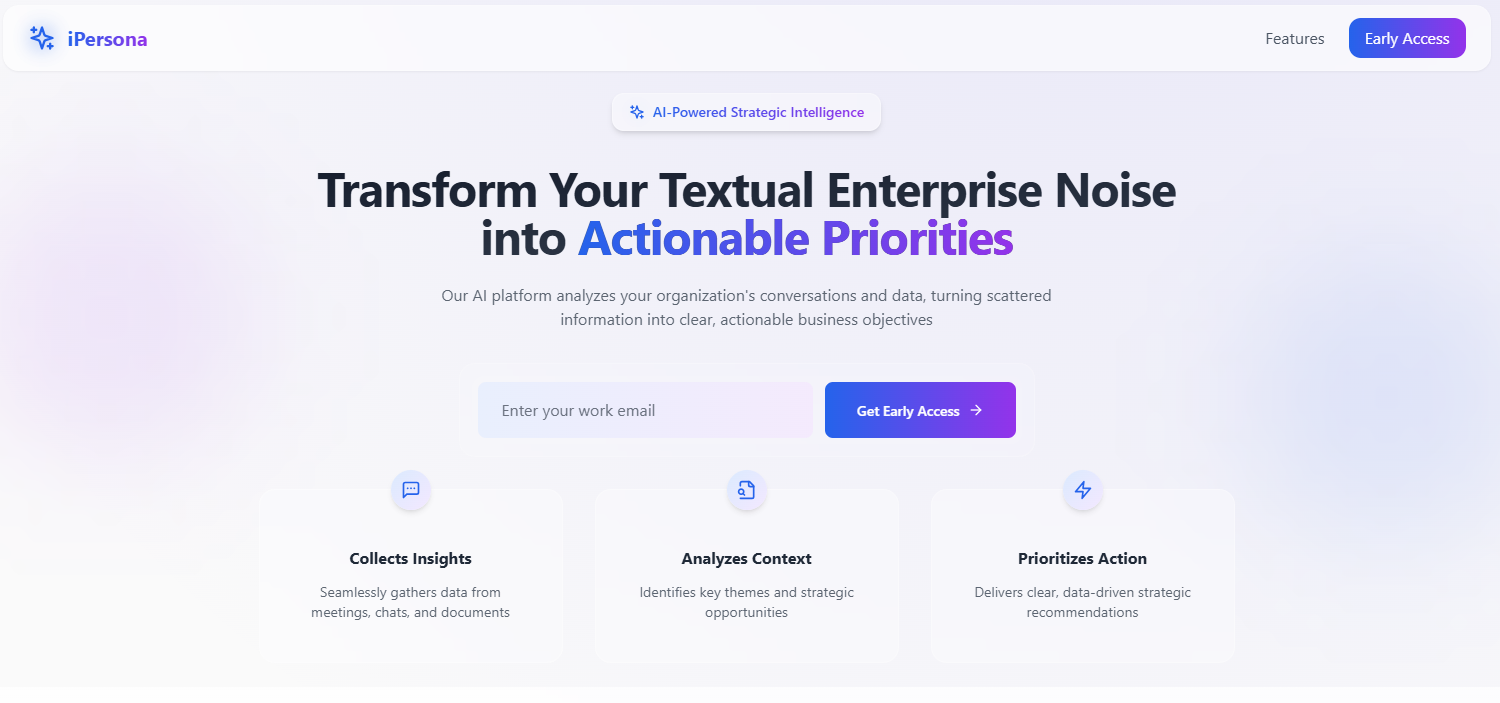 iPersona
Features
Early Access
AI-Powered Strategic Intelligence
Transform Your Textual Enterprise Noise
into Actionable Priorities
Our AI platform analyzes your organization's conversations and data, turning scattered
information into clear, actionable business objectives
Enter your work email
Get Early Access
Collects Insights
Seamlessly gathers data from
meetings, chats, and documents
Analyzes Context
Identifies key themes and strategic
opportunities
Prioritizes Action
Delivers clear, data-driven strategic
recommendations